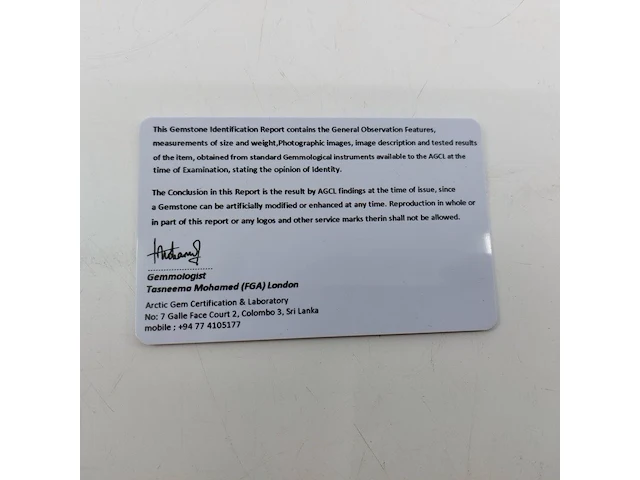 This Gemstone Identification Report contains the General Observation Features,
measurements of size and weight,Photographic images, image description and tested results
of the item, obtained from standard Gemmological instruments available to the AGCL at the
time of Examination, stating the opinion of Identity.
The Conclusion in this Report is the result by AGCL findings at the time of issue, since
a Gemstone can be artificially modified or enhanced at any time. Reproduction in whole or
in part of this report or any logos and other service marks therin shall not be allowed.
Gemmologist
Tasneema Mohamed (FGA) London
Arctic Gem Certification & Laboratory
No: 7 Galle Face Court 2, Colombo 3, Sri Lanka
mobile ; +94 77 4105177